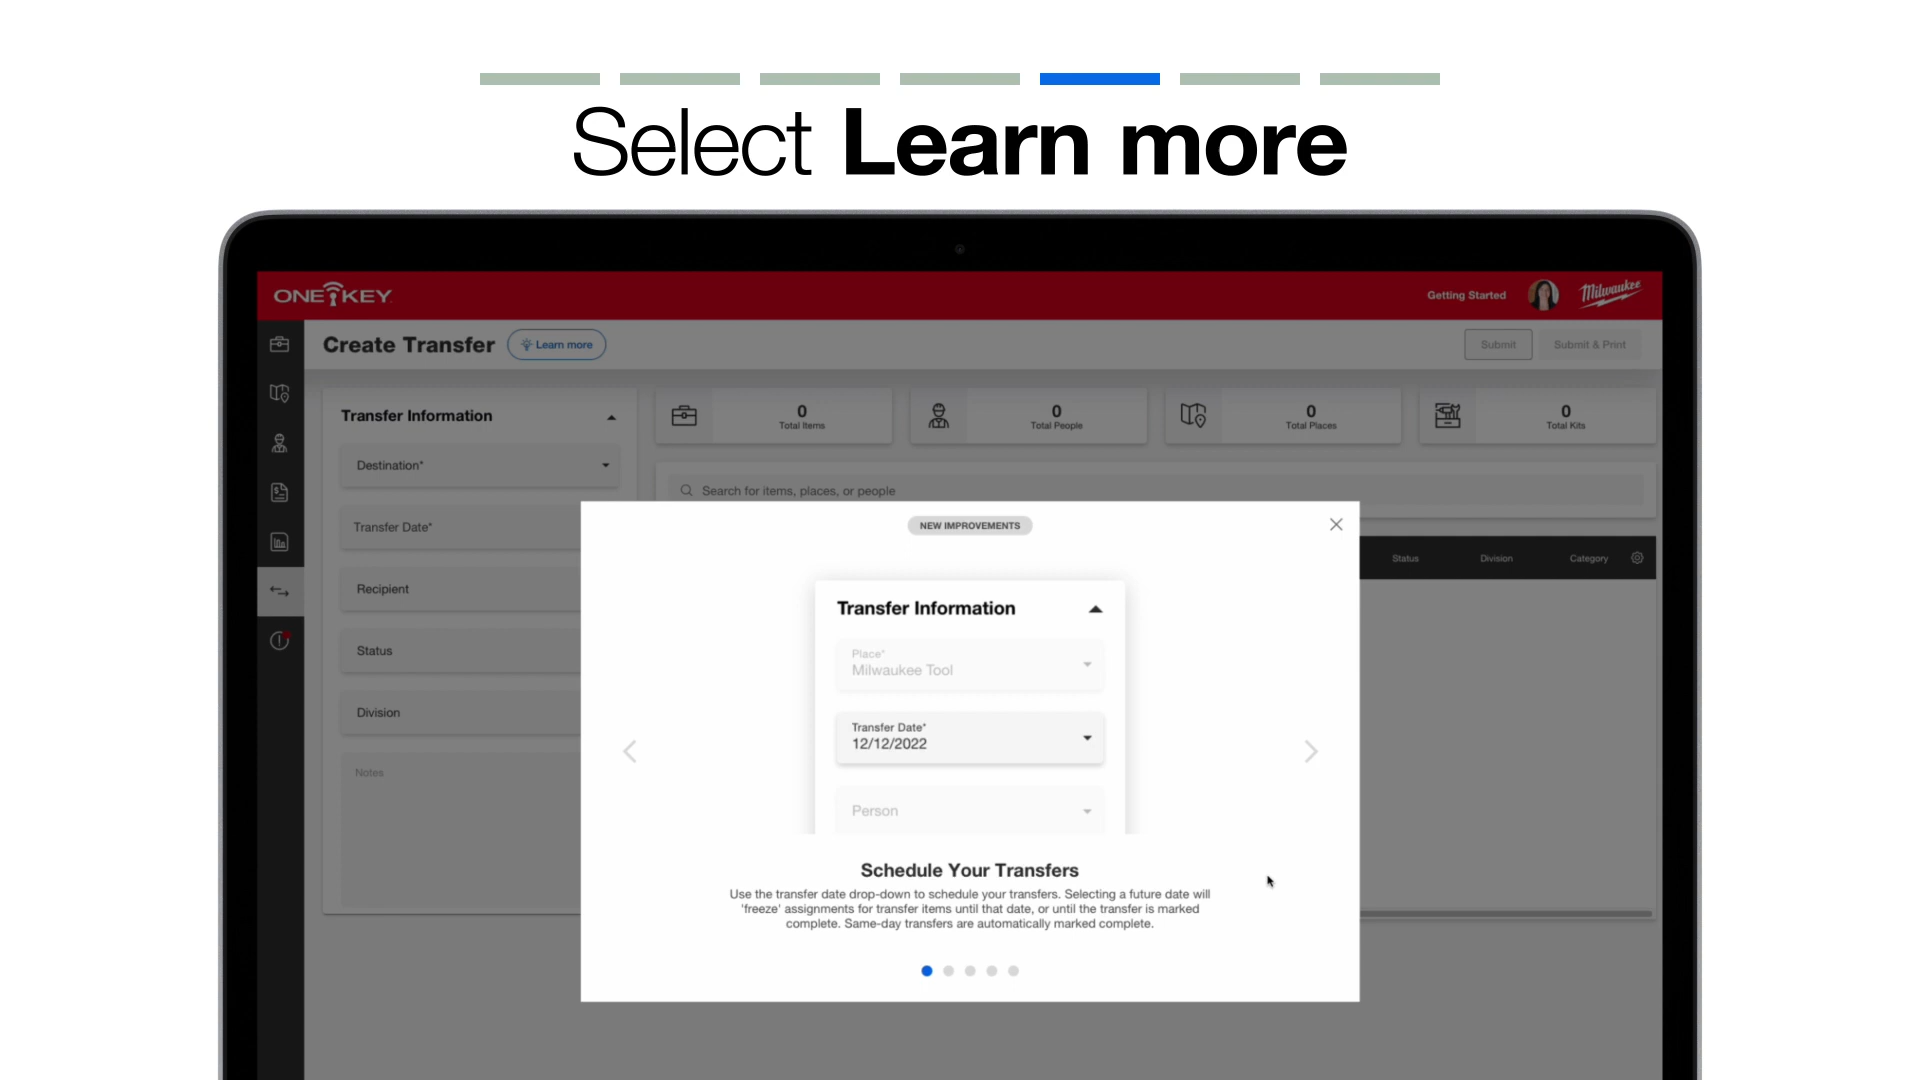 Select Learn more
ONE KEY
Getting Started
Milwaukee
Create Transfer
Learn more
Submit
Submit & Print
Transfer Information
0
Total Items
0
Total People
0
Total Places
0
Total Kits
Destination*
Search for items, places, or people
Transfer Date*
Recipient
Status
Division
Notes
Status
Division
Category
NEW IMPROVEMENTS
Transfer Information
Place*
Milwaukee Tool
Transfer Date*
12/12/2022
Person
Schedule Your Transfers
Use the transfer date drop-down to schedule your transfers. Selecting a future date will
'freeze' assignments for transfer items until that date, or until the transfer is marked
complete. Same-day transfers are automatically marked complete.